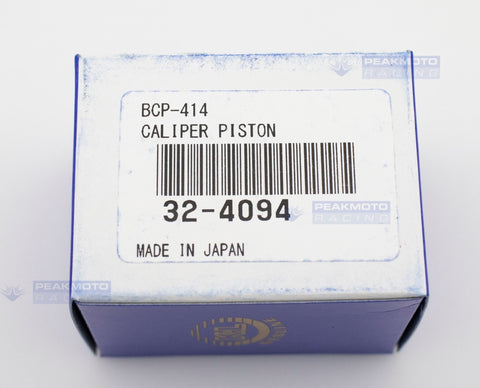 PEAKMOTO
RACING
BCP-414
CALIPER PISTON
32-4094
PEAKMOTO
RACING
MADE IN JAPAN
PEAKMOTO
RACING